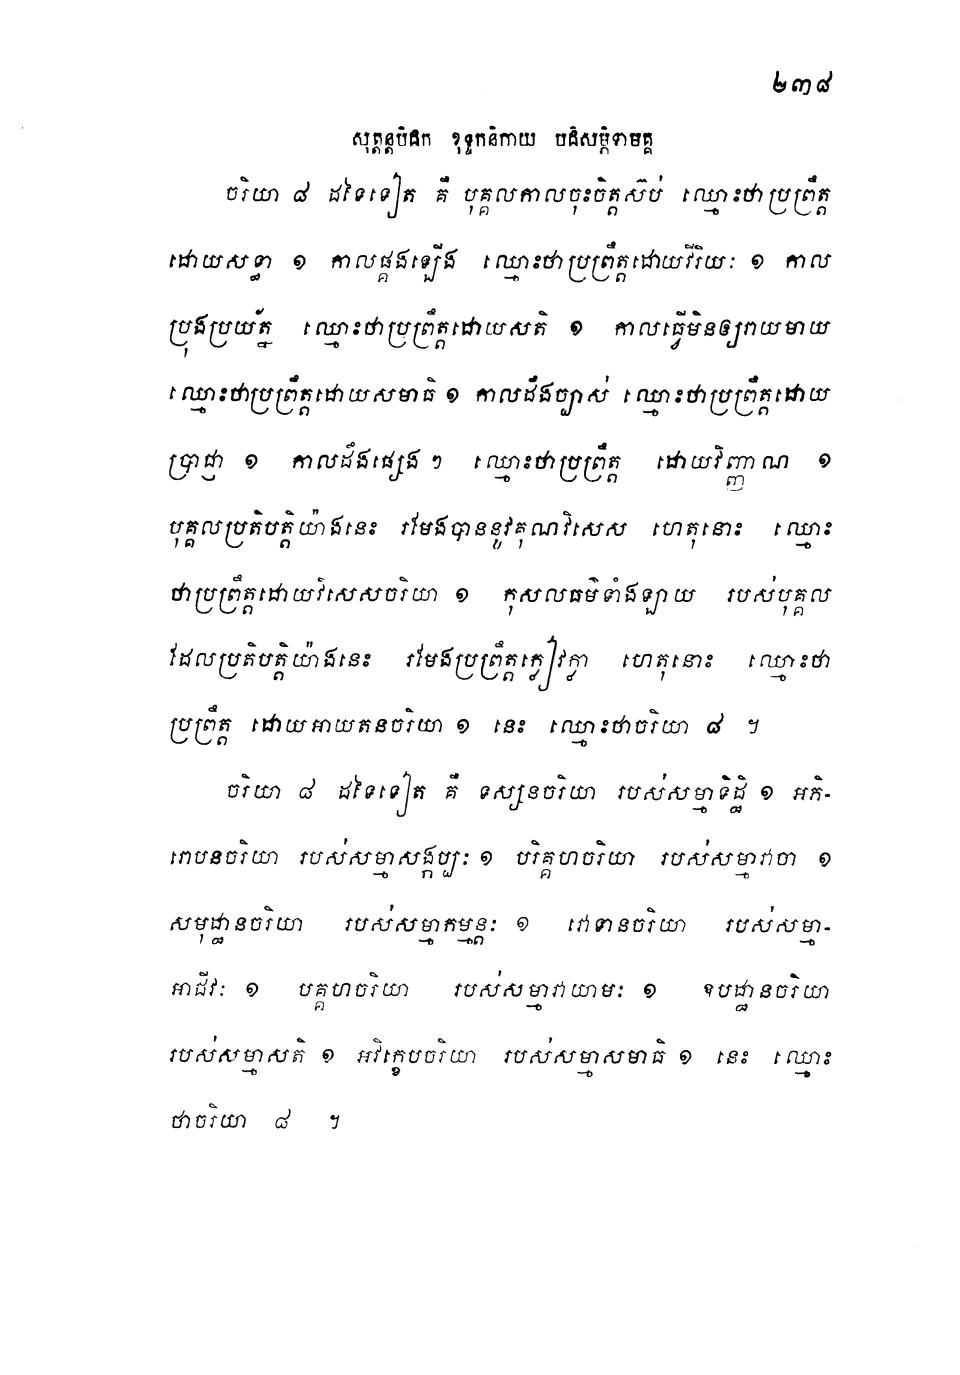 ២៣៨
សុត្តន្តបិដក ខុទ្ទកនិកាយ បដិសម្ភិទាមគ្គ
ចរិយា ៨ ដទៃទៀត គឺ បុគ្គលកាលចុះចិត្តស៊ប់ ឈ្មោះថាប្រព្រឹត្ត
ដោយសទ្ធា ១ កាលផ្គងឡើង ឈ្មោះថាប្រព្រឹត្តដោយវីរិយៈ ១ កាល
ប្រុងប្រយ័ត្ន ឈ្មោះថាប្រព្រឹត្តដោយសតិ ១ កាលធ្វើមិនឲ្យរាយមាយ
ឈ្មោះថាប្រព្រឹត្តដោយសមាធិ ១ កាលដឹងច្បាស់ ឈ្មោះថាប្រព្រឹត្តដោយ
ប្រាជ្ញា ១ កាលដឹងផ្សេង ៗ ឈ្មោះថាប្រព្រឹត្ត ដោយវិញ្ញាណ ១
បុគ្គលប្រតិបត្តិយ៉ាងនេះ រមែងបាននូវគុណវិសេស ហេតុនោះ ឈ្មោះ
ថាប្រព្រឹត្តដោយវិសេសចរិយា ១ កុសលធម៌ទាំងឡាយ របស់បុគ្គល
ដែលប្រតិបត្តិយ៉ាងនេះ រមែងប្រព្រឹត្តក្លៀវក្លា ហេតុនោះ ឈ្មោះថា
ប្រព្រឹត្ត ដោយអាយតនចរិយា ១ នេះ ឈ្មោះថាចរិយា ៨ ។
ចរិយា ៨ ដទៃទៀត គឺ ទស្សនចរិយា របស់សម្មាទិដ្ឋិ ១ អភិ-
រោបនចរិយា របស់សម្មាសង្កប្បៈ ១ បរិគ្គហចរិយា របស់សម្មាវាចា ១
សមុដ្ឋានចរិយា របស់សម្មាកម្មន្តៈ ១ វោទានចរិយា របស់សម្មា-
អាជីវៈ ១ បគ្គហចរិយា របស់សម្មាវាយាមៈ ១ ឧបដ្ឋានចរិយា
របស់សម្មាសតិ ១ អវិក្ខេបចរិយា របស់សម្មាសមាធិ ១ នេះ ឈ្មោះ
ថាចរិយា ៨ ។